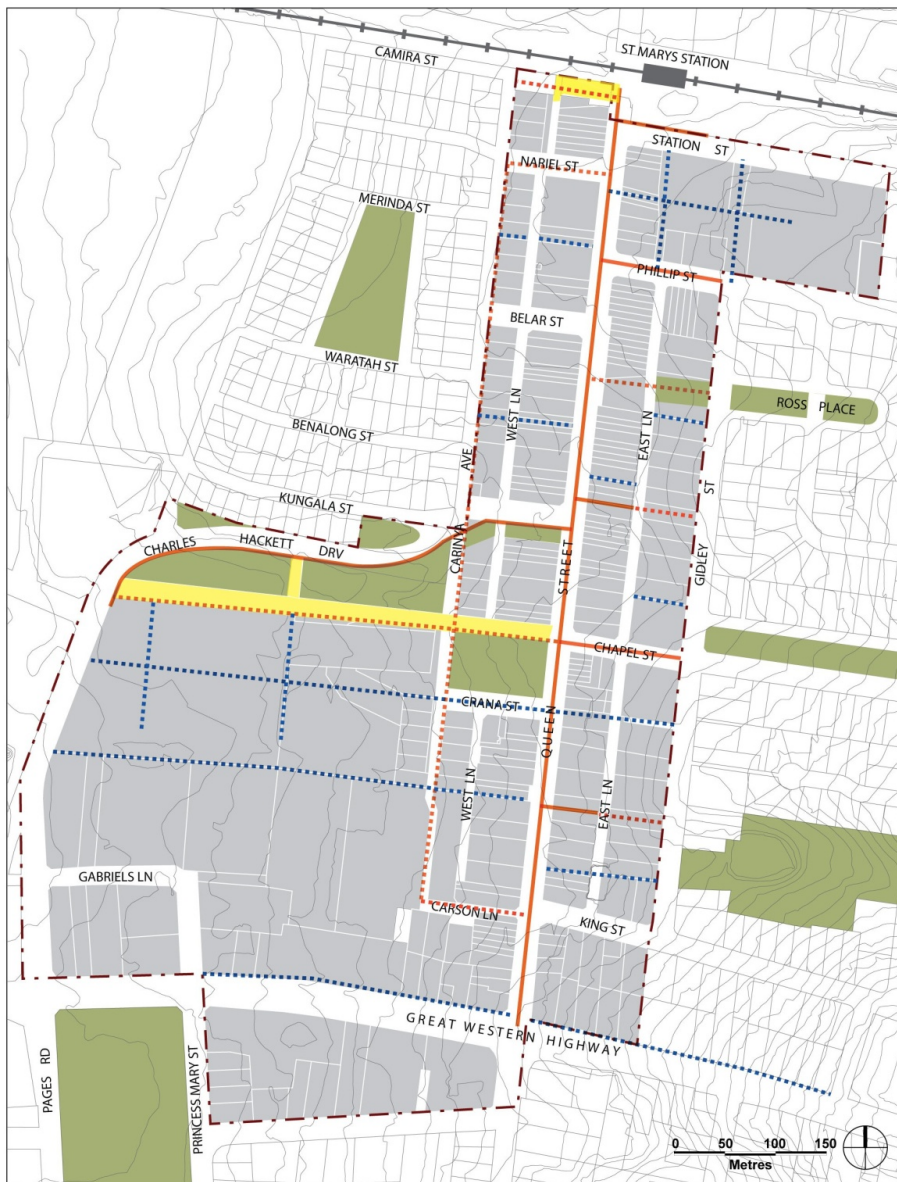 ST MARYS STATION
CAMIRA ST
STATION ST
NARIEL ST
MERINDA ST
PHILLIP ST
BELAR ST
WARATAH ST
WEST LN
ROSS PLACE
BENALONG ST
EAST LN
AVE
KUNGALA ST
ST
CHARLES HACKETT DRV
CARINYA
STREET
GIDLEY
CHAPEL ST
CRANA ST
QUEEN
WEST LN
EAST LN
GABRIELS LN
CARSON LN
KING ST
GREAT WESTERN HIGHWAY
PAGES RD
PRINCESS MARY ST
0 50 100 150
Metres